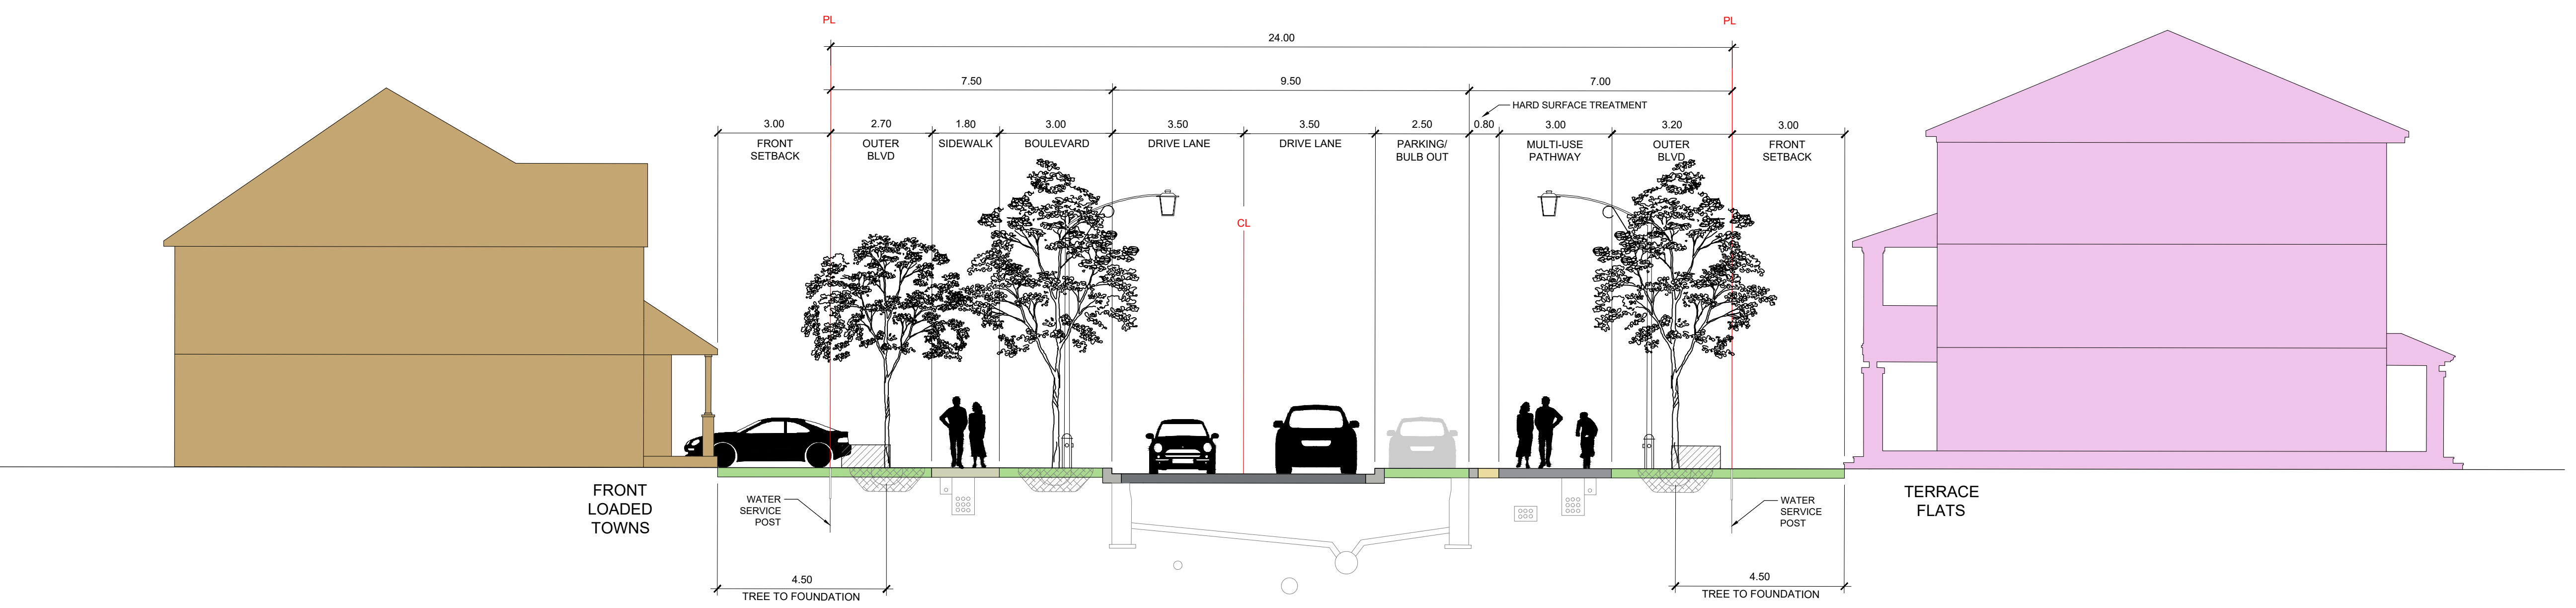 PL
PL
24.00
7.50
9.50
7.00
HARD SURFACE TREATMENT
3.00
2.70
1.80
3.00
3.50
3.50
2.50
0.80
3.00
3.20
3.00
FRONT
SETBACK
OUTER
BLVD
SIDEWALK
BOULEVARD
DRIVE LANE
DRIVE LANE
PARKING/
BULB OUT
MULTI-USE
PATHWAY
OUTER
BLVD
FRONT
SETBACK
CL
FRONT
LOADED
TOWNS
WATER
SERVICE
POST
WATER
SERVICE
POST
TERRACE
FLATS
4.50
TREE TO FOUNDATION
4.50
TREE TO FOUNDATION